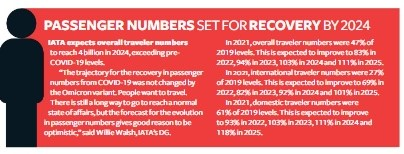 PASSENGER NUMBERS SET FOR RECOVERY BY 2024
IATA expects overall traveler numbers
to reach 4 billion in 2024, exceeding pre-
COVID-19 levels.
"The trajectory for the recovery in passenger
numbers from COVID-19 was not changed by
the Omicron variant. People want to travel.
There is still a long way to go to reach a normal
state of affairs, but the forecast for the evolution
in passenger numbers gives good reason to be
optimistic," said Willie Walsh, IATA's DG.
In 2021, overall traveler numbers were 47% of
2019 levels. This is expected to improve to 83% in
2022, 94% in 2023, 103% in 2024 and 111% in 2025.
In 2021, international traveler numbers were 27%
of 2019 levels. This is expected to improve to 69% in
2022, 82% in 2023, 92% in 2024 and 101% in 2025.
In 2021, domestic traveler numbers were
61% of 2019 levels. This is expected to improve
to 93% in 2022, 103% in 2023, 111% in 2024 and
118% in 2025.